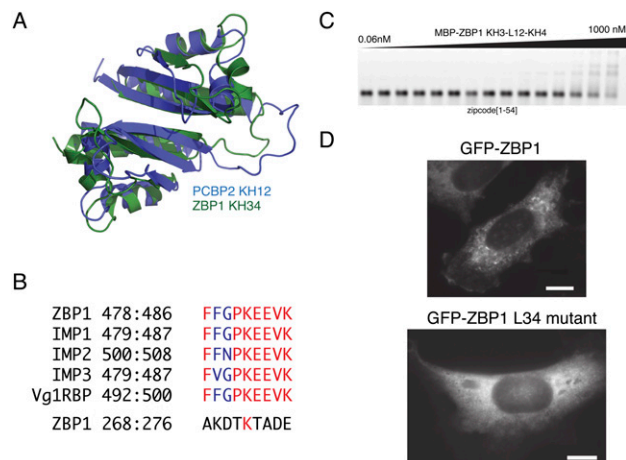 A
PCBP2 KH12
ZBP1 KH34
B
ZBP1 478:486 FFGPKEEVK
IMP1 479:487 FFGPKEEVK
IMP2 500:508 FFNPKEEVK
IMP3 479:487 FVGPKEEVK
Vg1RBP 492:500 FFGPKEEVK
ZBP1 268:276 AKDTKTADE
C
0.06nM MBP-ZBP1 KH3-L12-KH4 1000 nM
zipcode[1-54]
D
GFP-ZBP1
GFP-ZBP1 L34 mutant